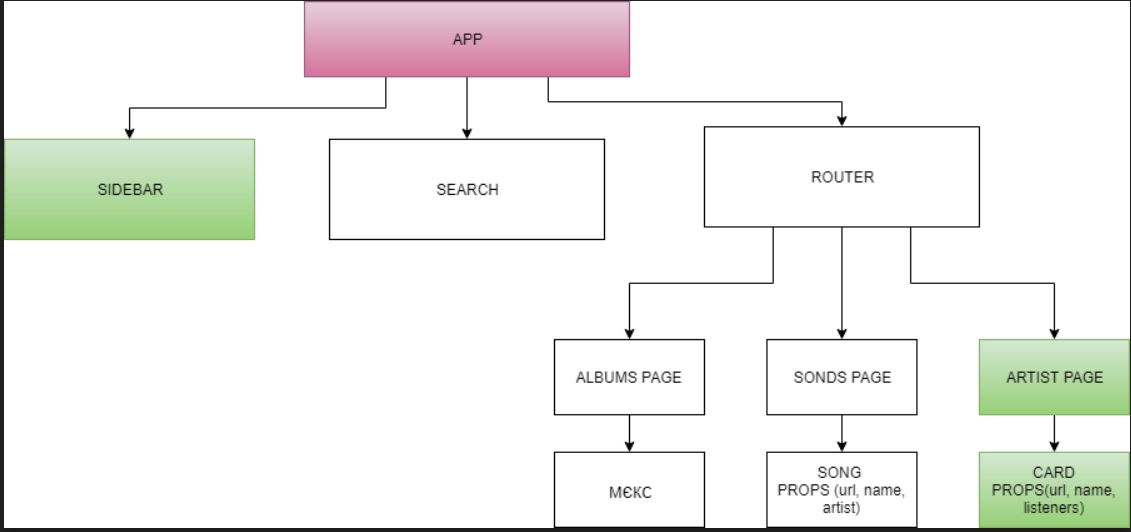 APP
SIDEBAR
SEARCH
ROUTER
ALBUMS PAGE
SONDS PAGE
ARTIST PAGE
МЄКС
SONG
PROPS (url, name,
artist)
CARD
PROPS(url, name,
listeners)